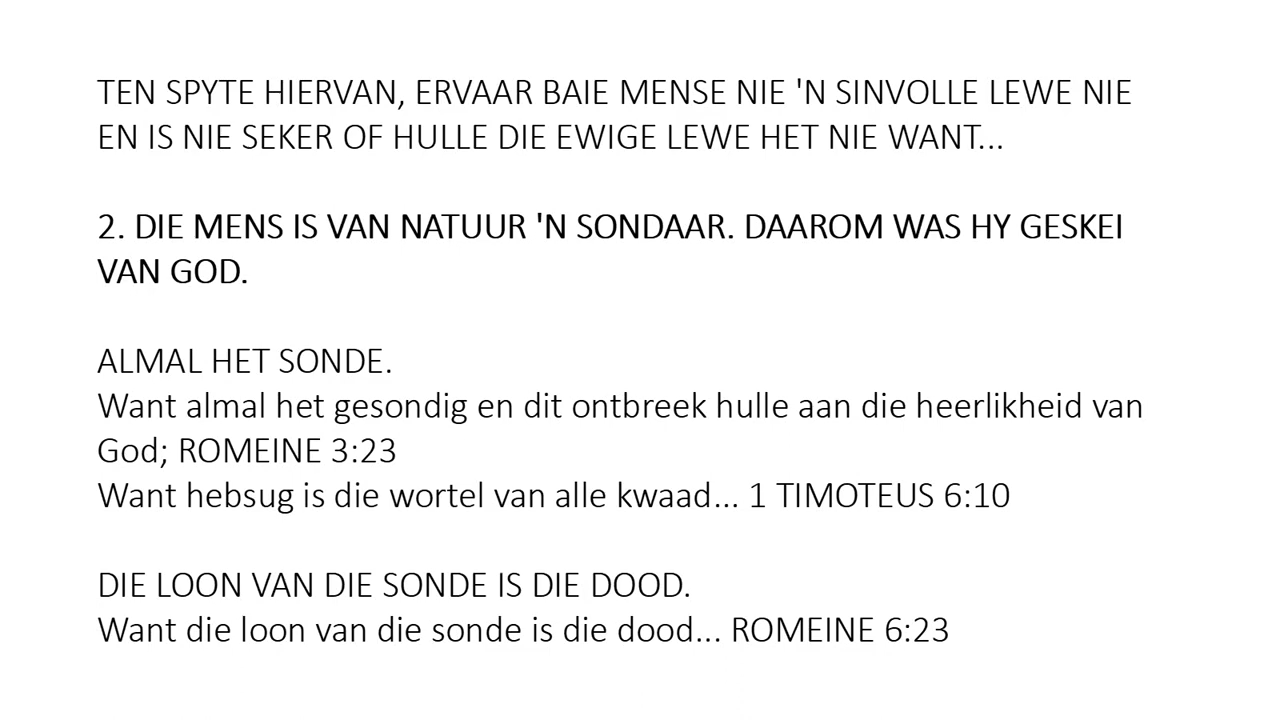 TEN SPYTE HIERVAN, ERVAAR BAIE MENSE NIE 'N SINVOLLE LEWE NIE
EN IS NIE SEKER OF HULLE DIE EWIGE LEWE HET NIE WANT...
2. DIE MENS IS VAN NATUUR 'N SONDAAR. DAAROM WAS HY GESKEI
VAN GOD.
ALMAL HET SONDE.
Want almal het gesondig en dit ontbreek hulle aan die heerlikheid van
God; ROMEINE 3:23
Want hebsug is die wortel van alle kwaad... 1 TIMOTEUS 6:10
DIE LOON VAN DIE SONDE IS DIE DOOD.
Want die loon van die sonde is die dood... ROMEINE 6:23